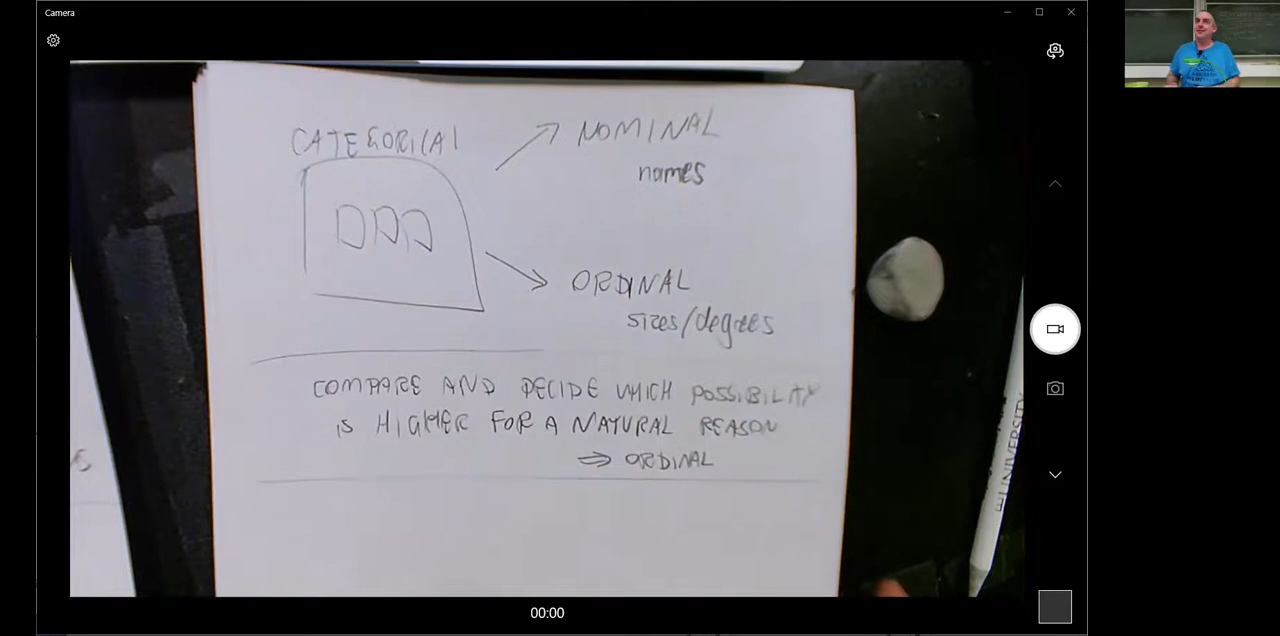 Camera
CATEGORICAL
NOMINAL
names
ORDINAL
sizes/degrees
COMPARE AND DECIDE WHICH POSSIBILITY
IS HIGHER FOR A NATURAL REASON
⇒ ORDINAL
UNIVERSITY
00:00